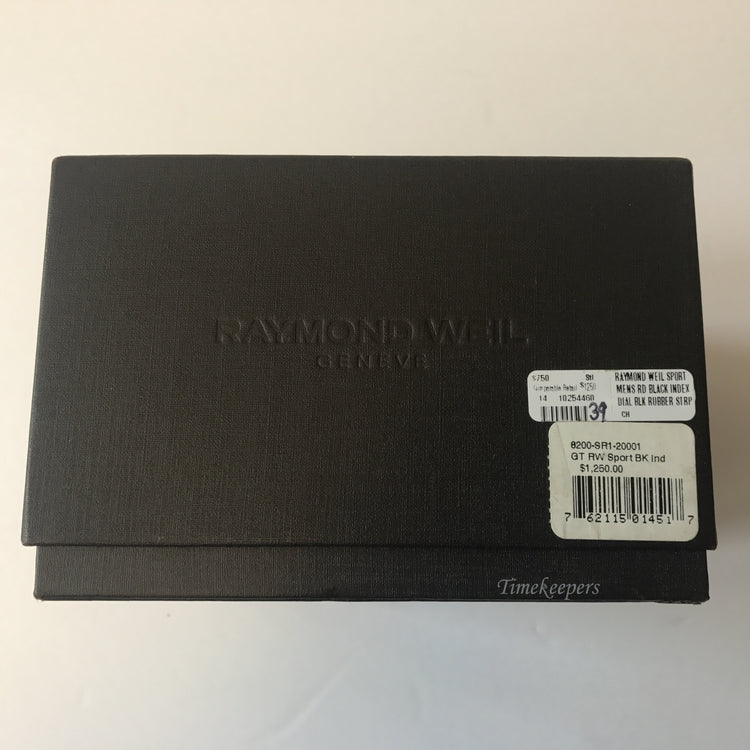 RAYMOND WEIL
GENEVE
$750 Stl
Comparable Retail $1250
14 10254460
39
RAYMOND WEIL SPORT
MENS RD BLACK INDEX
DIAL BLK RUBBER STRP
CH
8200-SR1-20001
GT RW Sport BK Ind
$1,250.00
7 62115 01451 7
Timekeepers